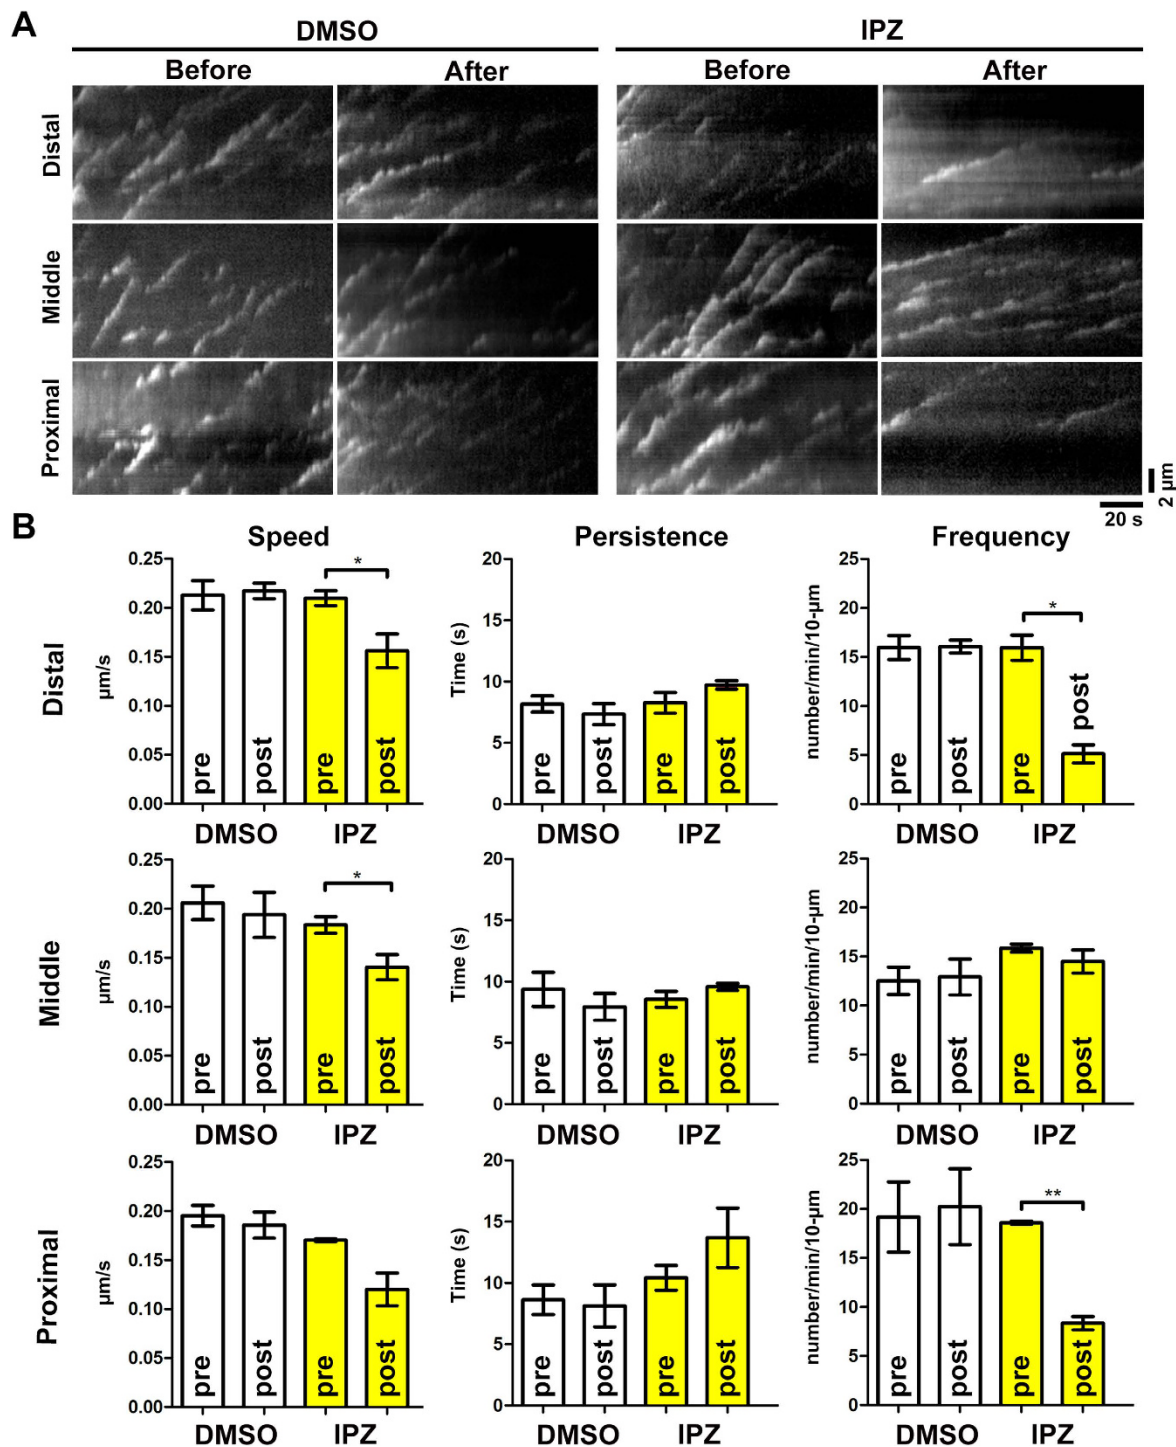 A
DMSO
IPZ
Before
After
Before
After
Distal
Middle
Proximal
2 µm
20 s
B
Speed
Persistence
Frequency
Distal
µm/s
0.25
0.20
0.15
0.10
0.05
0.00
*
pre
post
pre
post
DMSO
IPZ
Time (s)
20
15
10
5
0
pre
post
pre
post
DMSO
IPZ
number/min/10-µm
25
20
15
10
5
0
*
pre
post
pre
post
DMSO
IPZ
Middle
µm/s
0.25
0.20
0.15
0.10
0.05
0.00
*
pre
post
pre
post
DMSO
IPZ
Time (s)
20
15
10
5
0
pre
post
pre
post
DMSO
IPZ
number/min/10-µm
25
20
15
10
5
0
pre
post
pre
post
DMSO
IPZ
Proximal
µm/s
0.25
0.20
0.15
0.10
0.05
0.00
pre
post
pre
post
DMSO
IPZ
Time (s)
20
15
10
5
0
pre
post
pre
post
DMSO
IPZ
number/min/10-µm
25
20
15
10
5
0
**
pre
post
pre
post
DMSO
IPZ